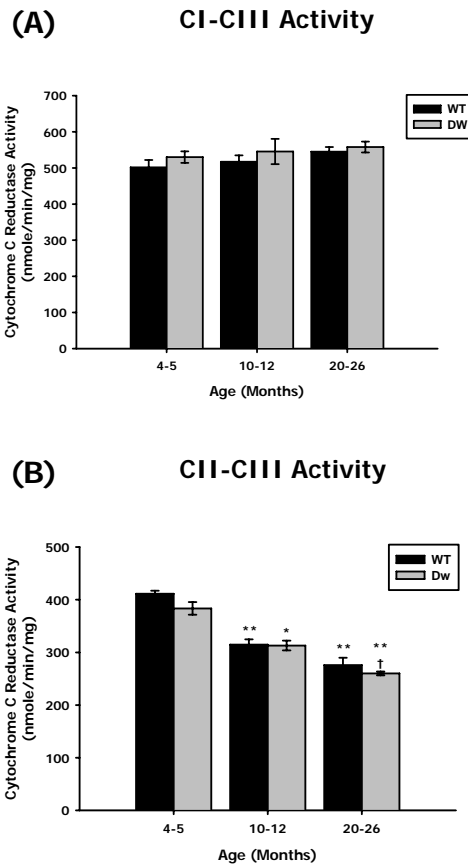 (A) CI-CIII Activity
Cytochrome C Reductase Activity
(nmole/min/mg)
700
600
500
400
300
200
100
0
WT
DW
4-5 10-12 20-26
Age (Months)
(B) CII-CIII Activity
Cytochrome C Reductase Activity
(nmole/min/mg)
500
400
300
200
100
0
WT
Dw
** * ** **
†
4-5 10-12 20-26
Age (Months)